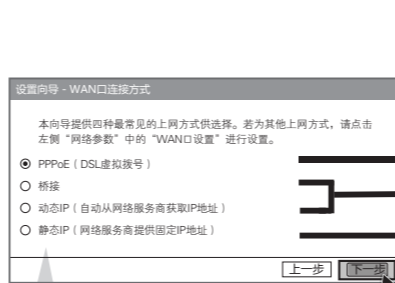 设置向导 - WAN口连接方式
本向导提供四种最常见的上网方式供选择。若为其他上网方式，请点击
左侧“网络参数”中的“WAN口设置”进行设置。
PPPoE（DSL虚拟拨号）
桥接
动态IP（自动从网络服务商获取IP地址）
静态IP（网络服务商提供固定IP地址）
上一步 下一步